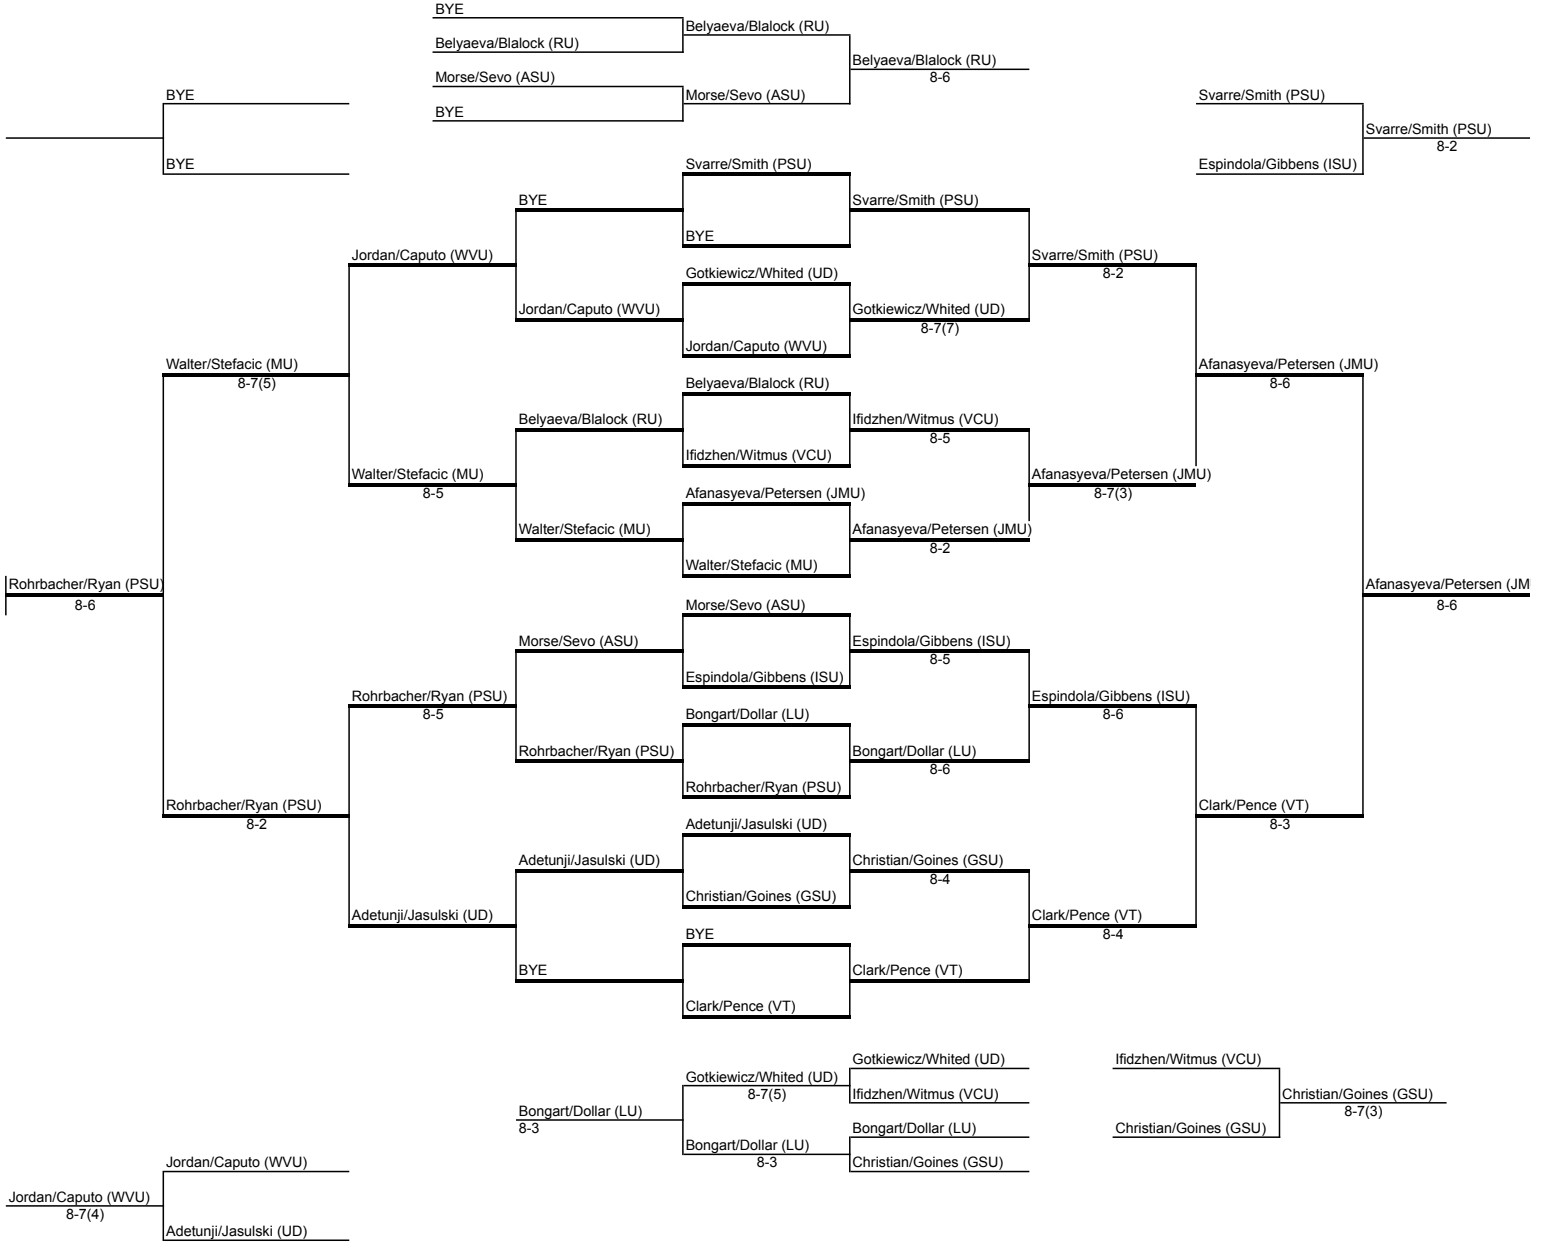 BYE
Belyaeva/Blalock (RU)
Belyaeva/Blalock (RU)
Belyaeva/Blalock (RU)
8-6
Morse/Sevo (ASU)
Morse/Sevo (ASU)
BYE
BYE
BYE
Svarre/Smith (PSU)
Svarre/Smith (PSU)
8-2
Espindola/Gibbens (ISU)
Svarre/Smith (PSU)
BYE
Svarre/Smith (PSU)
BYE
Jordan/Caputo (WVU)
Svarre/Smith (PSU)
8-2
Gotkiewicz/Whited (UD)
Jordan/Caputo (WVU)
Gotkiewicz/Whited (UD)
8-7(7)
Jordan/Caputo (WVU)
Walter/Stefacic (MU)
8-7(5)
Afanasyeva/Petersen (JMU)
8-6
Belyaeva/Blalock (RU)
Belyaeva/Blalock (RU)
Ifidzhen/Witmus (VCU)
8-5
Ifidzhen/Witmus (VCU)
Walter/Stefacic (MU)
8-5
Afanasyeva/Petersen (JMU)
8-7(3)
Afanasyeva/Petersen (JMU)
Walter/Stefacic (MU)
Afanasyeva/Petersen (JMU)
8-2
Walter/Stefacic (MU)
Rohrbacher/Ryan (PSU)
8-6
Afanasyeva/Petersen (JM
8-6
Morse/Sevo (ASU)
Morse/Sevo (ASU)
Espindola/Gibbens (ISU)
8-5
Espindola/Gibbens (ISU)
Rohrbacher/Ryan (PSU)
8-5
Espindola/Gibbens (ISU)
8-6
Bongart/Dollar (LU)
Rohrbacher/Ryan (PSU)
Bongart/Dollar (LU)
8-6
Rohrbacher/Ryan (PSU)
Rohrbacher/Ryan (PSU)
8-2
Clark/Pence (VT)
8-3
Adetunji/Jasulski (UD)
Adetunji/Jasulski (UD)
Christian/Goines (GSU)
8-4
Christian/Goines (GSU)
Adetunji/Jasulski (UD)
Clark/Pence (VT)
8-4
BYE
BYE
Clark/Pence (VT)
Clark/Pence (VT)
Gotkiewicz/Whited (UD)
Gotkiewicz/Whited (UD)
8-7(5)
Ifidzhen/Witmus (VCU)
Bongart/Dollar (LU)
8-3
Bongart/Dollar (LU)
Bongart/Dollar (LU)
8-3
Christian/Goines (GSU)
Ifidzhen/Witmus (VCU)
Christian/Goines (GSU)
8-7(3)
Christian/Goines (GSU)
Jordan/Caputo (WVU)
Jordan/Caputo (WVU)
8-7(4)
Adetunji/Jasulski (UD)